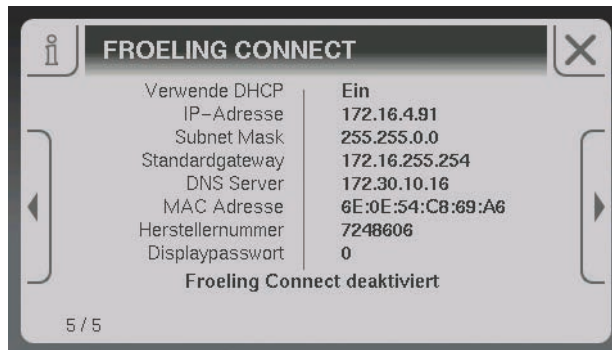 FROELING CONNECT
Verwende DHCP Ein
IP-Adresse 172.16.4.91
Subnet Mask 255.255.0.0
Standardgateway 172.16.255.254
DNS Server 172.30.10.16
MAC Adresse 6E:0E:54:C8:69:A6
Herstellernummer 7248606
Displaypasswort 0
Froeling Connect deaktiviert
5 / 5